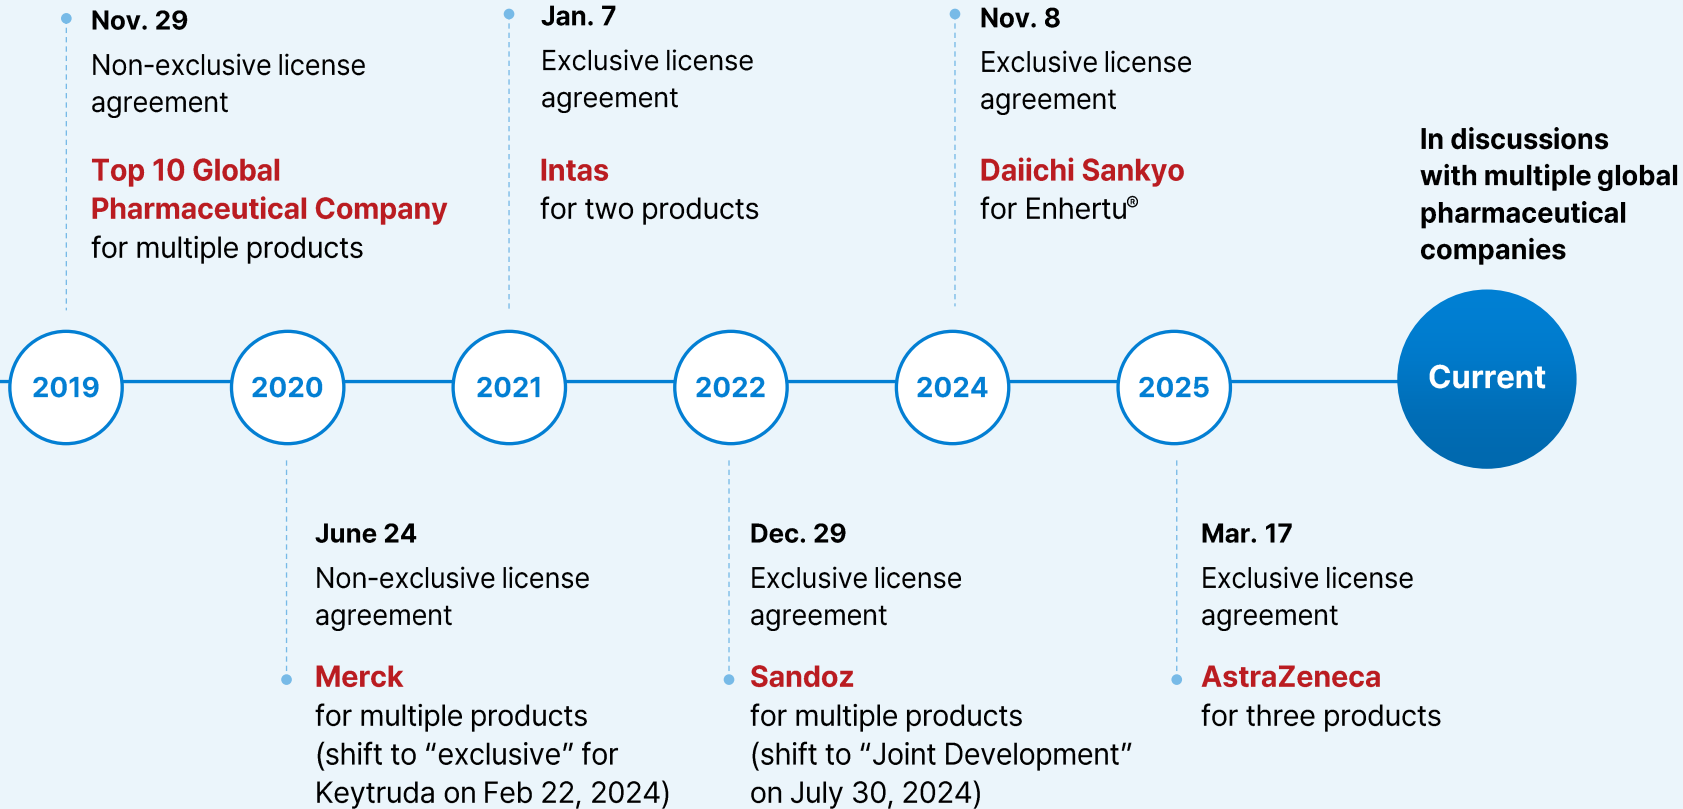 Nov. 29
Non-exclusive license
agreement
Top 10 Global
Pharmaceutical Company
for multiple products
Jan. 7
Exclusive license
agreement
Intas
for two products
Nov. 8
Exclusive license
agreement
Daiichi Sankyo
for Enhertu®
In discussions
with multiple global
pharmaceutical
companies
2019
2020
2021
2022
2024
2025
Current
June 24
Non-exclusive license
agreement
Merck
for multiple products
(shift to “exclusive” for
Keytruda on Feb 22, 2024)
Dec. 29
Exclusive license
agreement
Sandoz
for multiple products
(shift to “Joint Development”
on July 30, 2024)
Mar. 17
Exclusive license
agreement
AstraZeneca
for three products